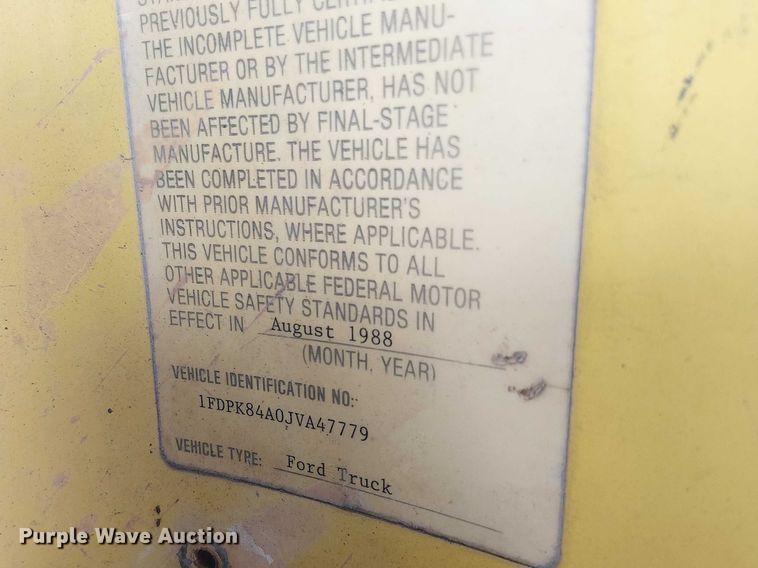 PREVIOUSLY FULLY
THE INCOMPLETE VEHICLE MANU-
FACTURER OR BY THE INTERMEDIATE
VEHICLE MANUFACTURER, HAS NOT
BEEN AFFECTED BY FINAL-STAGE
MANUFACTURE. THE VEHICLE HAS
BEEN COMPLETED IN ACCORDANCE
WITH PRIOR MANUFACTURER'S
INSTRUCTIONS, WHERE APPLICABLE.
THIS VEHICLE CONFORMS TO ALL
OTHER APPLICABLE FEDERAL MOTOR
VEHICLE SAFETY STANDARDS IN
EFFECT IN August 1988
(MONTH, YEAR)
VEHICLE IDENTIFICATION NO:
1FDPK84A0JVA47779
VEHICLE TYPE: Ford Truck
Purple Wave Auction